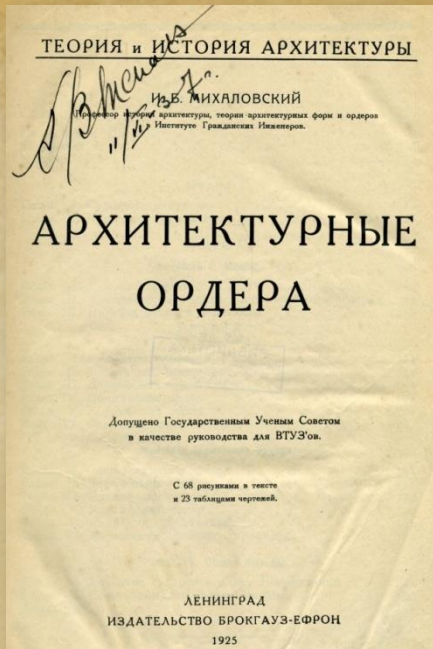 ТЕОРИЯ и ИСТОРИЯ АРХИТЕКТУРЫ
И. Б. МИХАЛОВСКИЙ
Профессор истории архитектуры, теории архитектурных форм и ордеров
в Институте Гражданских Инженеров.
АРХИТЕКТУРНЫЕ
ОРДЕРА
Допущено Государственным Ученым Советом
в качестве руководства для ВТУЗ'ов.
С 68 рисунками в тексте
и 23 таблицами чертежей.
ЛЕНИНГРАД
ИЗДАТЕЛЬСТВО БРОКГАУЗ-ЕФРОН
1925